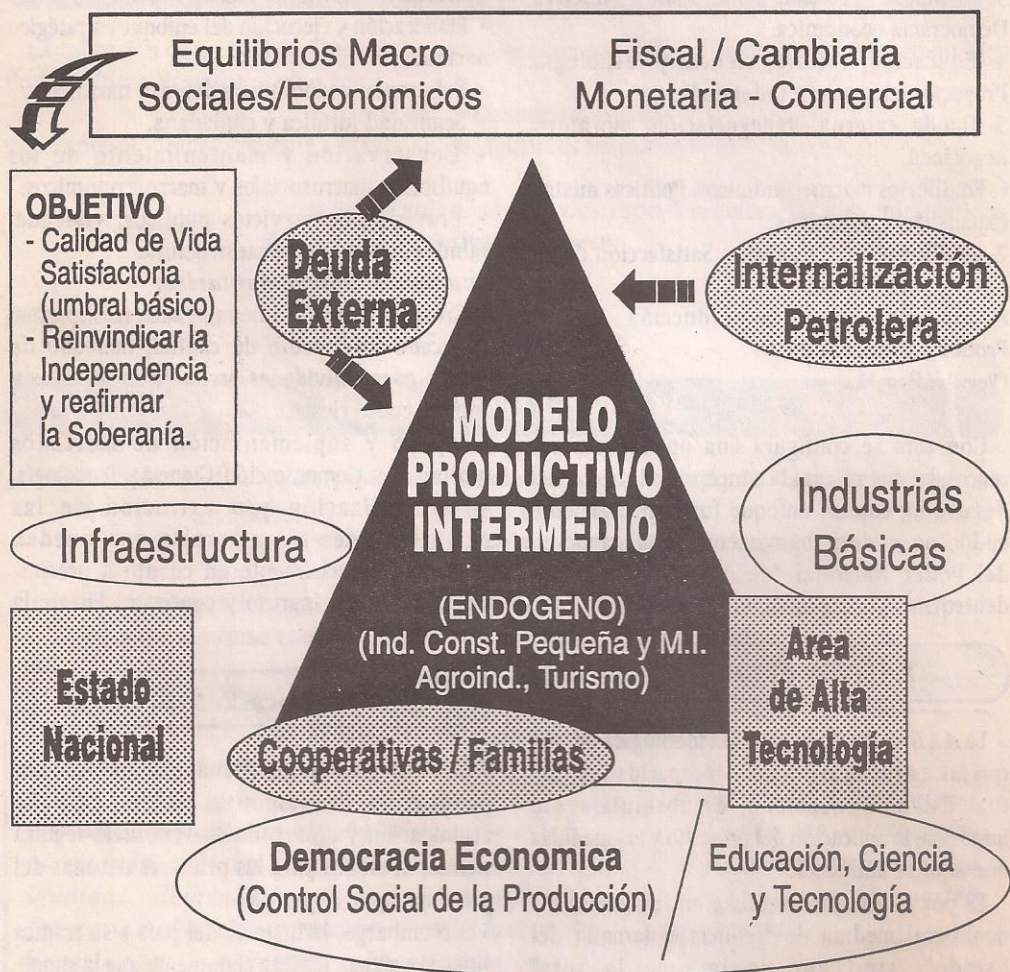 Equilibrios Macro
Sociales/Económicos
Fiscal / Cambiaria
Monetaria - Comercial
OBJETIVO
- Calidad de Vida
Satisfactoria
(umbral básico)
- Reinvindicar la
Independencia
y reafirmar
la Soberanía.
Deuda
Externa
Internalización
Petrolera
MODELO
PRODUCTIVO
INTERMEDIO
(ENDOGENO)
(Ind. Const. Pequeña y M.I.
Agroind., Turismo)
Infraestructura
Industrias
Básicas
Estado
Nacional
Area
de Alta
Tecnología
Cooperativas / Familias
Democracia Economica
(Control Social de la Producción)
Educación, Ciencia
y Tecnología